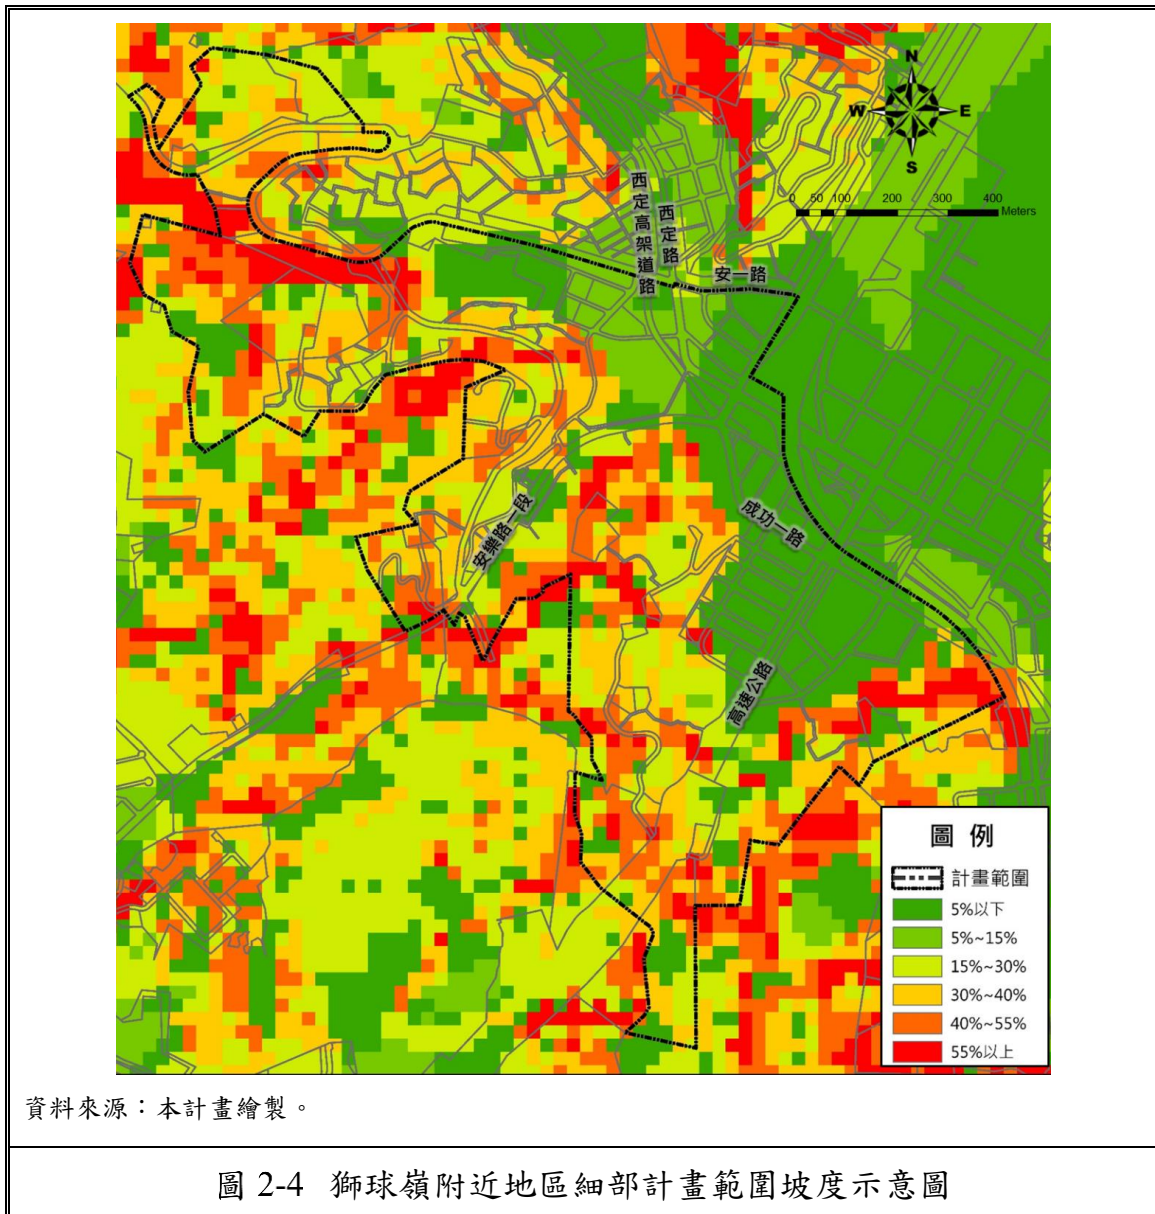 N
W
E
S
0 50 100 200 300 400
Meters
西定高架道路
西定路
安一路
成功一路
安樂路一段
高速公路
圖 例
計畫範圍
5%以下
5%~15%
15%~30%
30%~40%
40%~55%
55%以上
資料來源：本計畫繪製。
圖 2-4 獅球嶺附近地區細部計畫範圍坡度示意圖